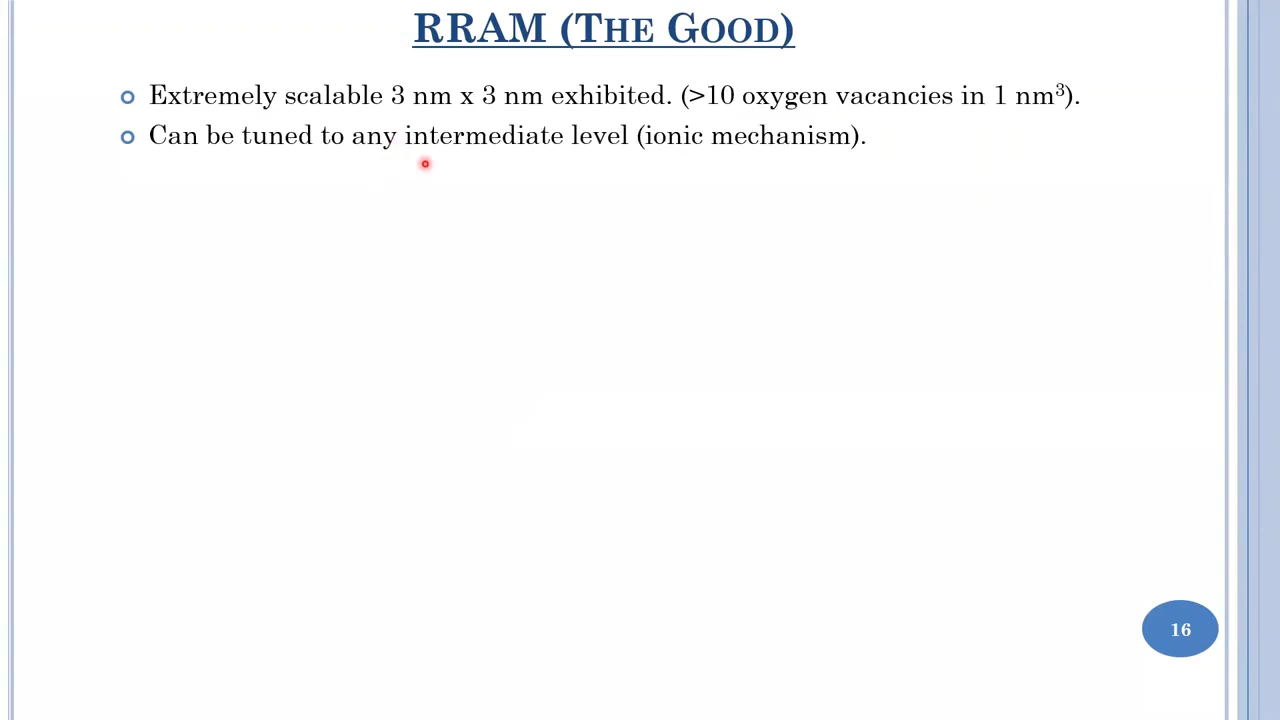 RRAM (The Good)
Extremely scalable 3 nm x 3 nm exhibited. (>10 oxygen vacancies in 1 nm³).
Can be tuned to any intermediate level (ionic mechanism).
16